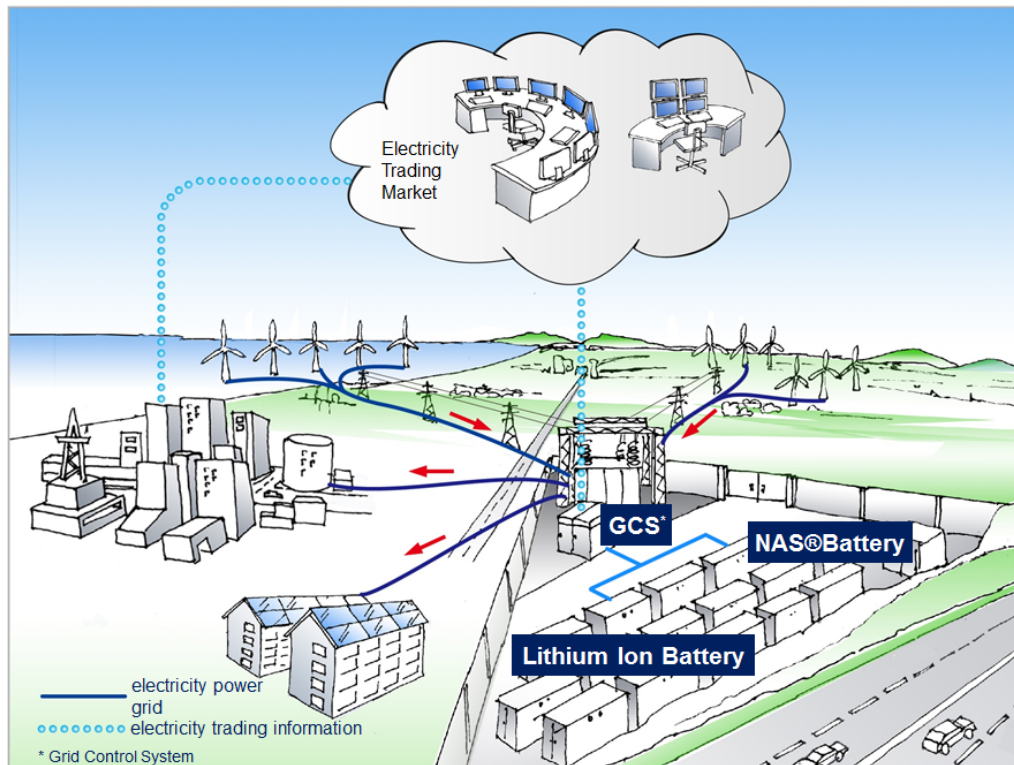 Electricity
Trading
Market
GCS*
NAS®Battery
Lithium Ion Battery
electricity power
grid
electricity trading information
* Grid Control System